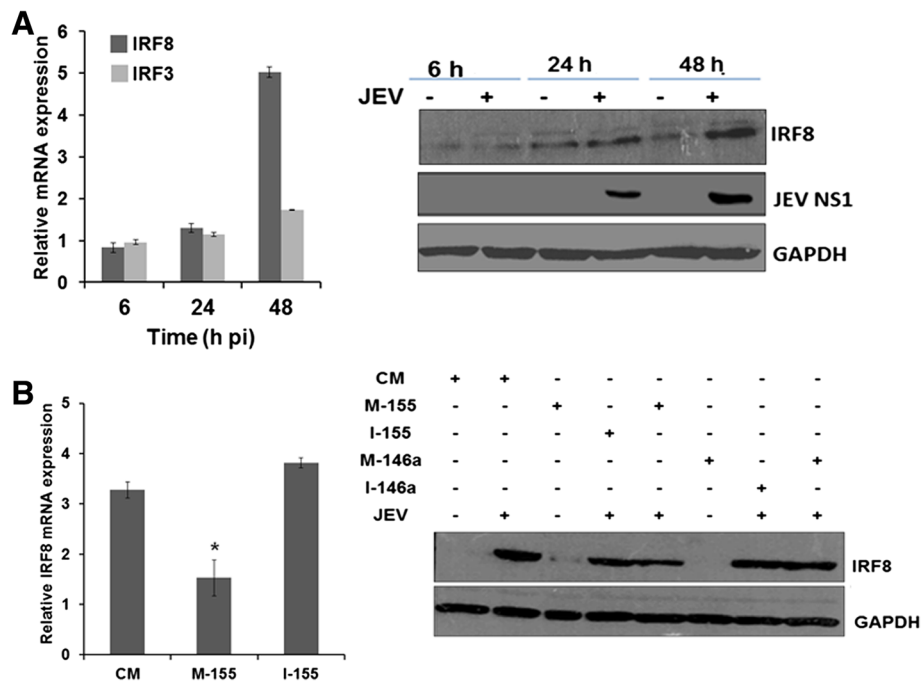 A
Relative mRNA expression
6
5
4
3
2
1
0
IRF8
IRF3
6 24 48
Time (h pi)
6 h 24 h 48 h
JEV - + - + - +
IRF8
JEV NS1
GAPDH
B
Relative IRF8 mRNA expression
5
4
3
2
1
0
*
CM M-155 I-155
CM + + - - - - - -
M-155 - - + - + - - -
I-155 - - - + - - - -
M-146a - - - - - + - +
I-146a - - - - - - + -
JEV - + - + + - + +
IRF8
GAPDH